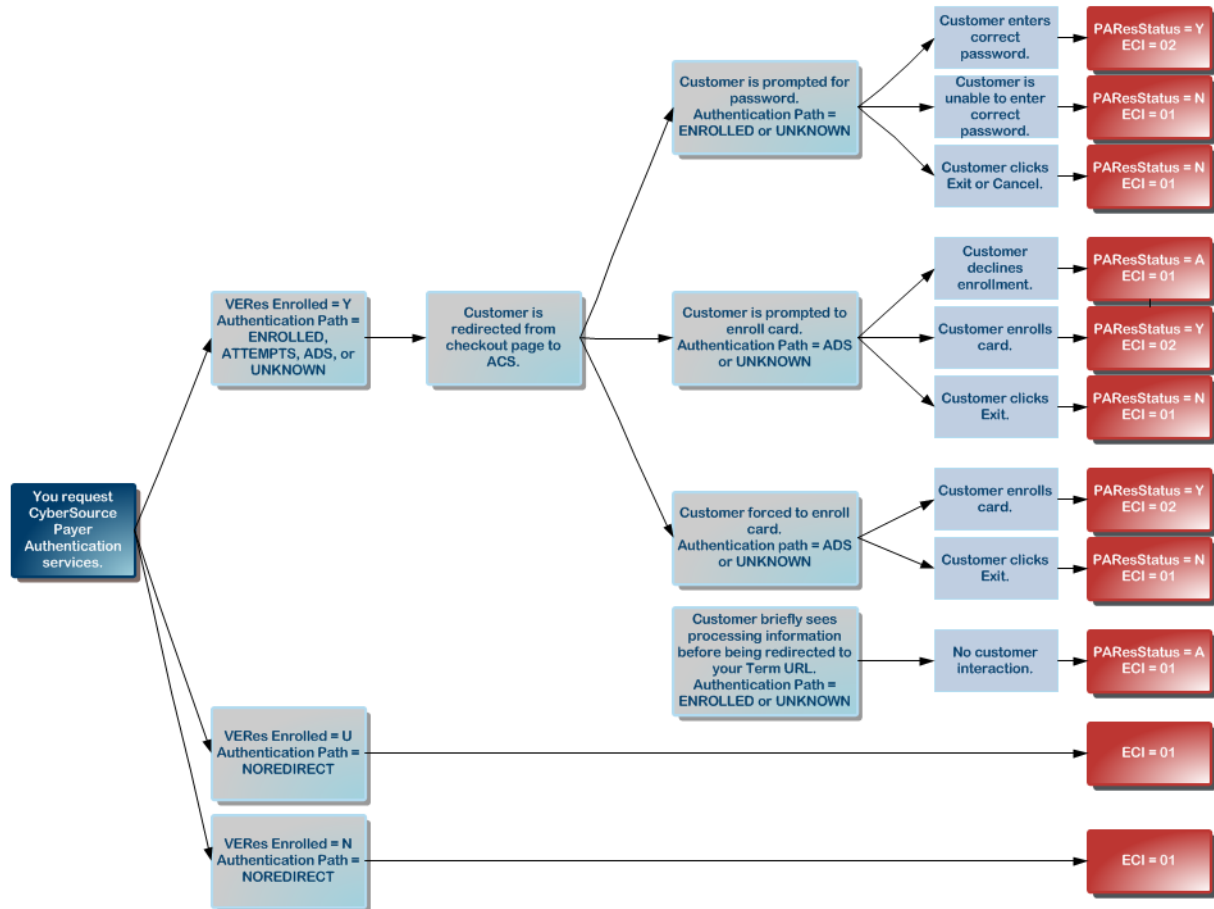 You request
CyberSource
Payer
Authentication
services.
VERes Enrolled = Y
Authentication Path =
ENROLLED,
ATTEMPTS, ADS, or
UNKNOWN
Customer is
redirected from
checkout page to
ACS.
Customer is prompted for
password.
Authentication Path =
ENROLLED or UNKNOWN
Customer enters
correct
password.
PAResStatus = Y
ECI = 02
Customer is
unable to enter
correct
password.
PAResStatus = N
ECI = 01
Customer clicks
Exit or Cancel.
PAResStatus = N
ECI = 01
Customer is prompted to
enroll card.
Authentication Path = ADS
or UNKNOWN
Customer
declines
enrollment.
PAResStatus = A
ECI = 01
Customer enrolls
card.
PAResStatus = Y
ECI = 02
Customer clicks
Exit.
PAResStatus = N
ECI = 01
Customer forced to enroll
card.
Authentication path = ADS
or UNKNOWN
Customer enrolls
card.
PAResStatus = Y
ECI = 02
Customer clicks
Exit.
PAResStatus = N
ECI = 01
Customer briefly sees
processing information
before being redirected to
your Term URL.
Authentication Path =
ENROLLED or UNKNOWN
No customer
interaction.
PAResStatus = A
ECI = 01
VERes Enrolled = U
Authentication Path =
NOREDIRECT
ECI = 01
VERes Enrolled = N
Authentication Path =
NOREDIRECT
ECI = 01